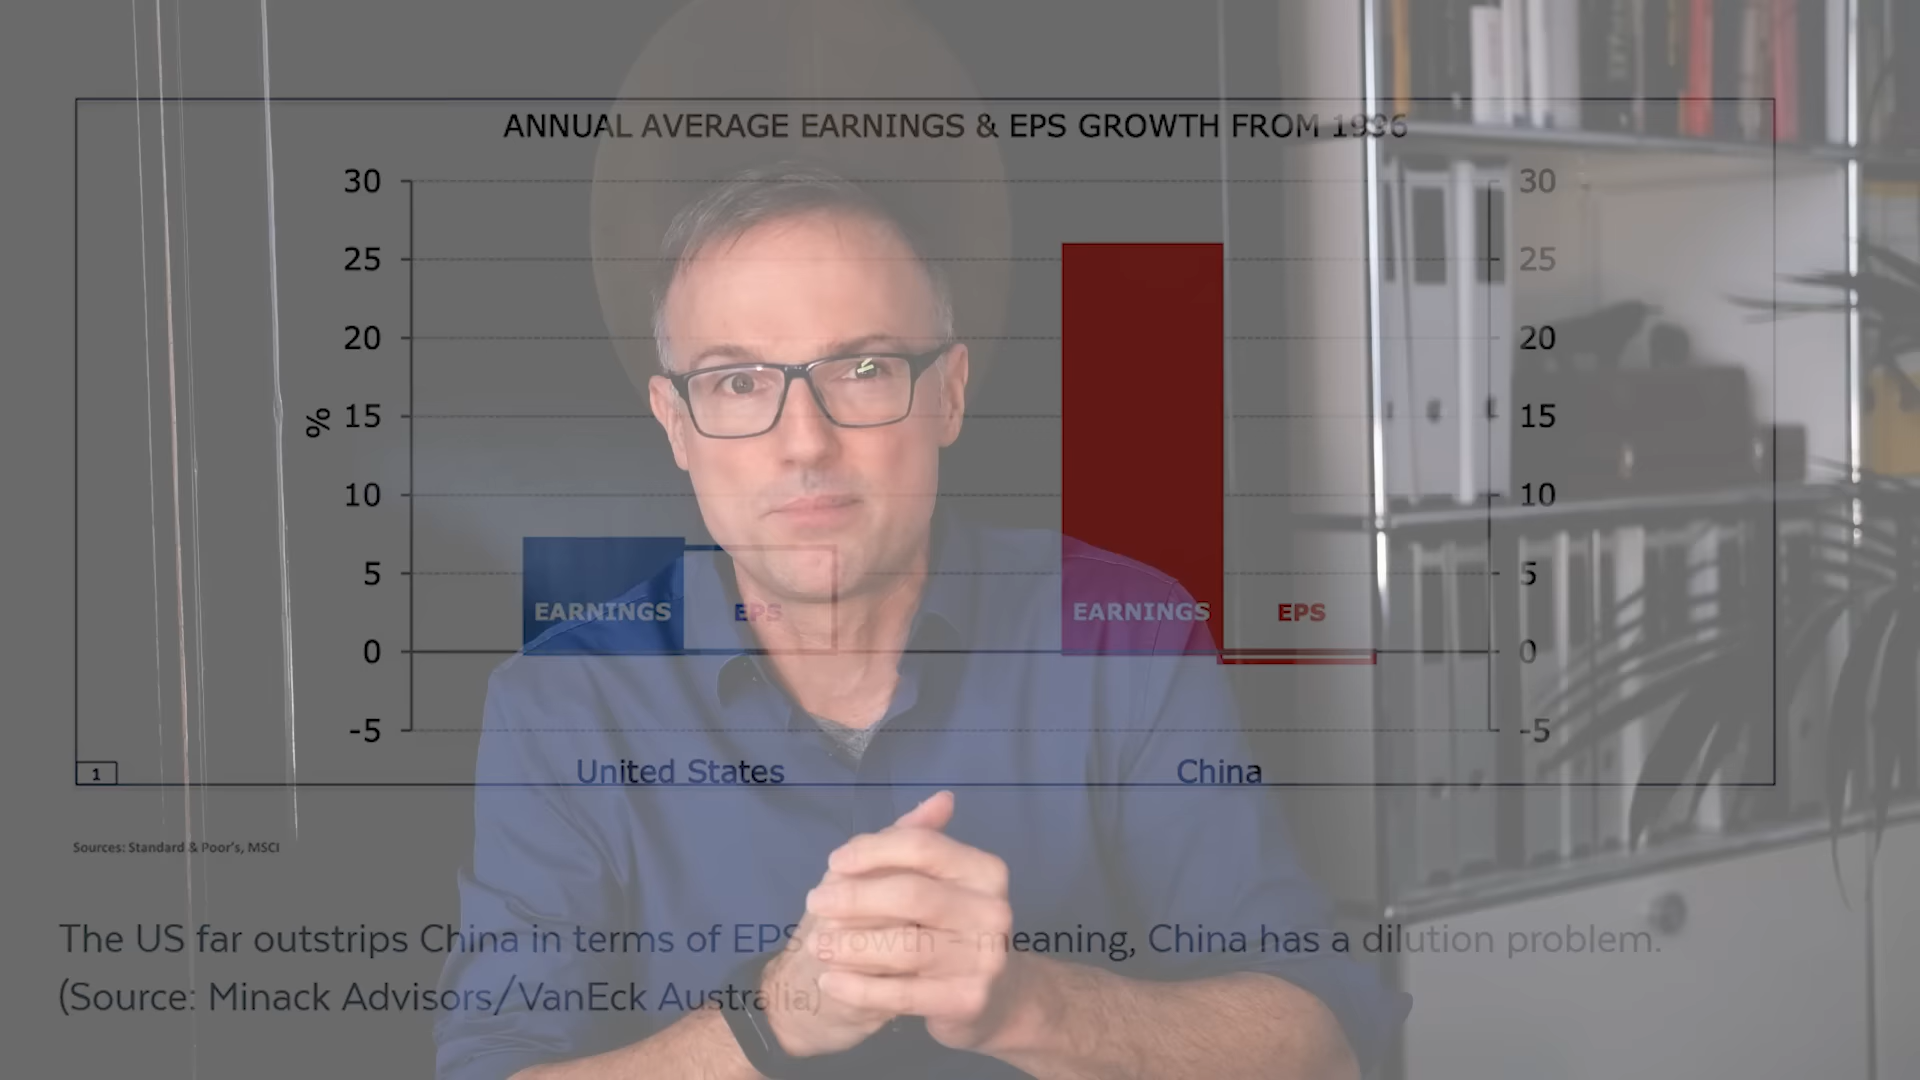 ANNUAL AVERAGE EARNINGS & EPS GROWTH FROM 1996
30 30
25 25
20 20
% 15 15
10 10
5 5
EARNINGS EPS EARNINGS EPS
0 0
-5 -5
United States China
1
Sources: Standard & Poor's, MSCI
The US far outstrips China in terms of EPS growth - meaning, China has a dilution problem.
(Source: Minack Advisors/VanEck Australia)